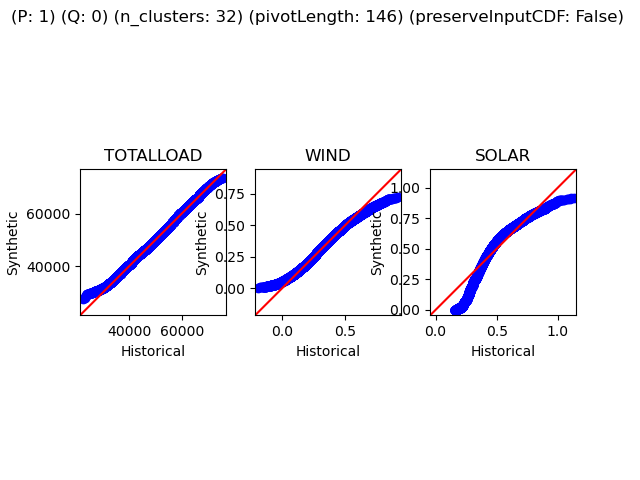 (P: 1) (Q: 0) (n_clusters: 32) (pivotLength: 146) (preserveInputCDF: False)
TOTALLOAD
Synthetic
60000
40000
40000
60000
Historical
WIND
Synthetic
0.75
0.50
0.25
0.00
0.0
0.5
Historical
SOLAR
Synthetic
1.00
0.75
0.50
0.25
0.00
0.0
0.5
1.0
Historical